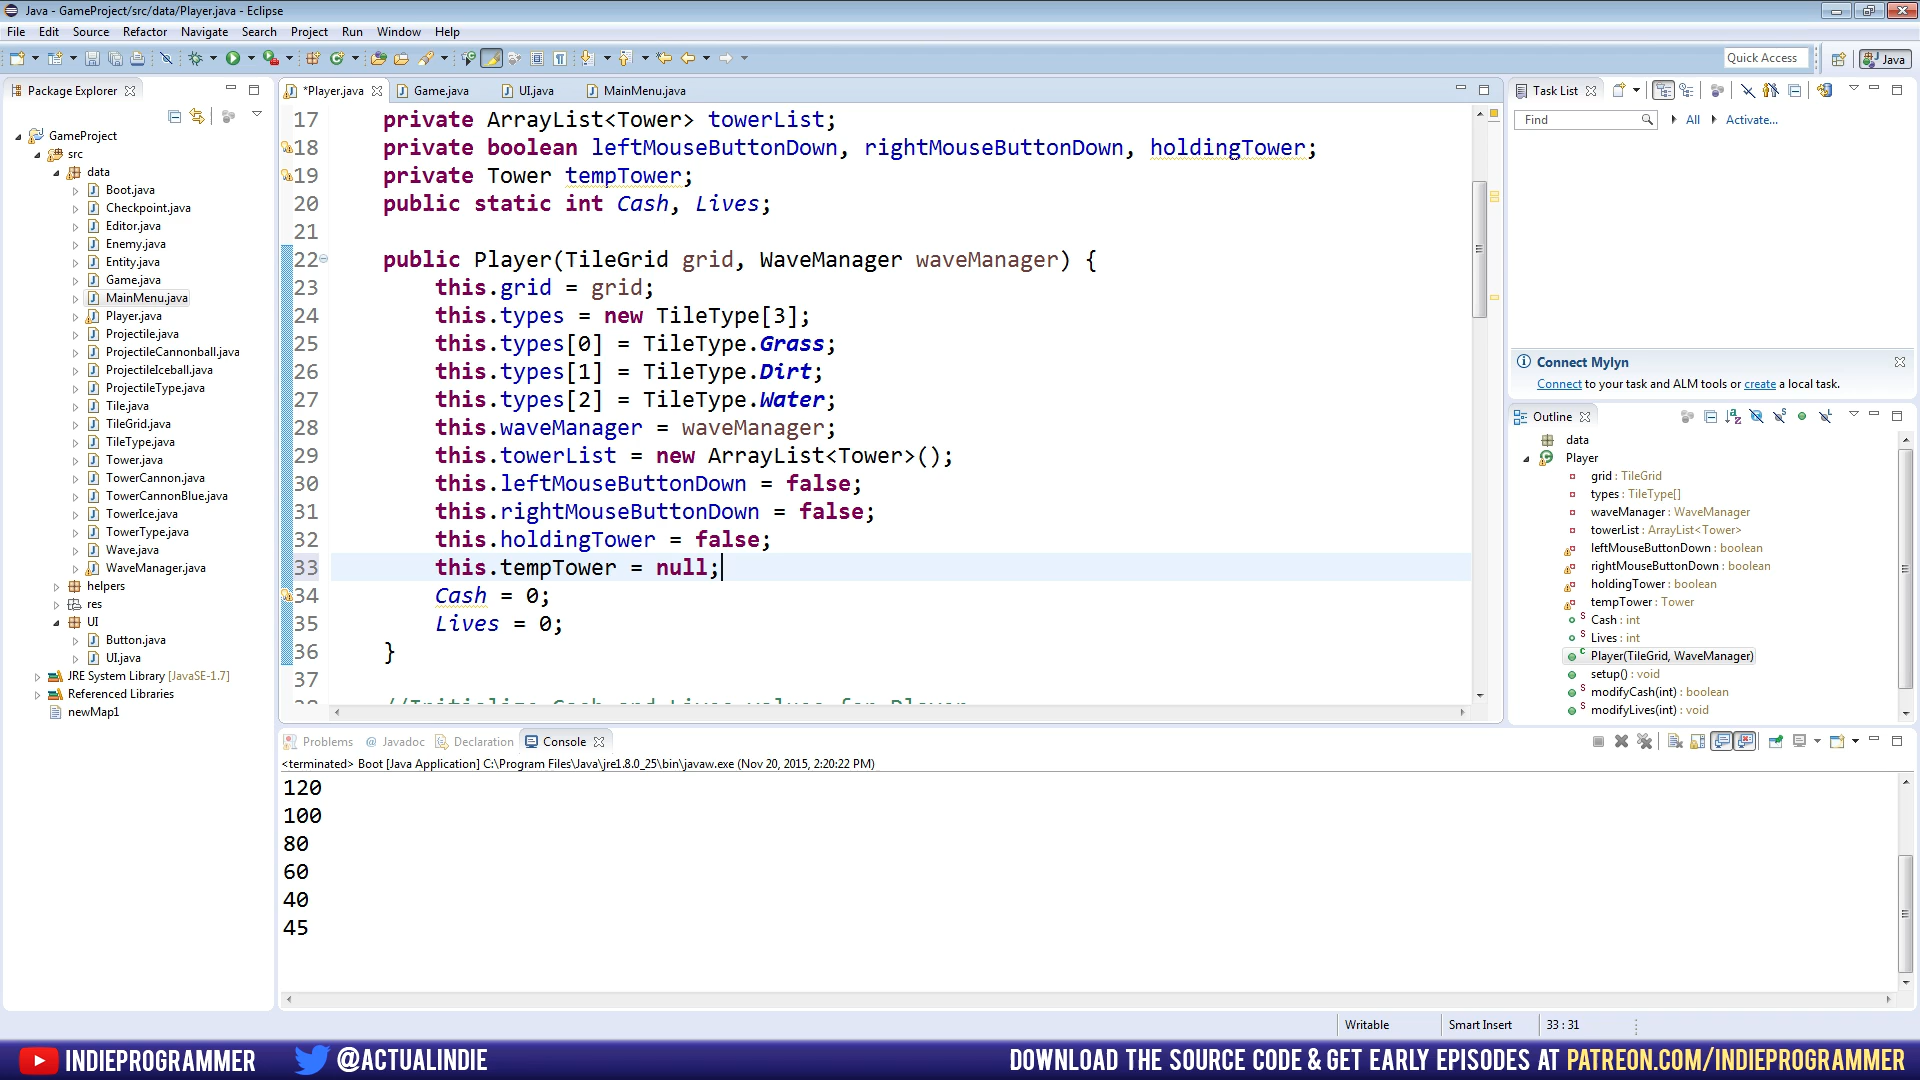 Java - GameProject/src/data/Player.java - Eclipse
File Edit Source Refactor Navigate Search Project Run Window Help
Quick Access
Java
Package Explorer
GameProject
src
data
Boot.java
Checkpoint.java
Editor.java
Enemy.java
Entity.java
Game.java
MainMenu.java
Player.java
Projectile.java
ProjectileCannonball.java
ProjectileIceball.java
ProjectileType.java
Tile.java
TileGrid.java
TileType.java
Tower.java
TowerCannon.java
TowerCannonBlue.java
TowerIce.java
TowerType.java
Wave.java
WaveManager.java
helpers
res
UI
Button.java
UI.java
JRE System Library [JavaSE-1.7]
Referenced Libraries
newMap1
*Player.java Game.java UI.java MainMenu.java
17 private ArrayList<Tower> towerList;
18 private boolean leftMouseButtonDown, rightMouseButtonDown, holdingTower;
19 private Tower tempTower;
20 public static int Cash, Lives;
21
22 public Player(TileGrid grid, WaveManager waveManager) {
23 this.grid = grid;
24 this.types = new TileType[3];
25 this.types[0] = TileType.Grass;
26 this.types[1] = TileType.Dirt;
27 this.types[2] = TileType.Water;
28 this.waveManager = waveManager;
29 this.towerList = new ArrayList<Tower>();
30 this.leftMouseButtonDown = false;
31 this.rightMouseButtonDown = false;
32 this.holdingTower = false;
33 this.tempTower = null;
34 Cash = 0;
35 Lives = 0;
36 }
37
//Initialize Cash and Lives values for Player
Task List
Find
All
Activate...
Connect Mylyn
Connect to your task and ALM tools or create a local task.
Outline
data
Player
grid : TileGrid
types : TileType[]
waveManager : WaveManager
towerList : ArrayList<Tower>
leftMouseButtonDown : boolean
rightMouseButtonDown : boolean
holdingTower : boolean
tempTower : Tower
Cash : int
Lives : int
Player(TileGrid, WaveManager)
setup() : void
modifyCash(int) : boolean
modifyLives(int) : void
Problems @ Javadoc Declaration Console
<terminated> Boot [Java Application] C:\Program Files\Java\jre1.8.0_25\bin\javaw.exe (Nov 20, 2015, 2:20:22 PM)
120
100
80
60
40
45
Writable Smart Insert 33 : 31
INDIEPROGRAMMER @ACTUALINDIE DOWNLOAD THE SOURCE CODE & GET EARLY EPISODES AT PATREON.COM/INDIEPROGRAMMER